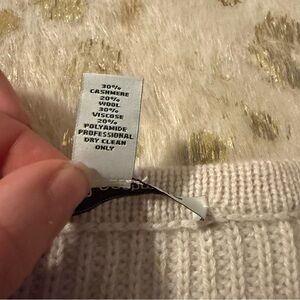 30%
CASHMERE
20%
WOOL
30%
VISCOSE
20%
POLYAMIDE
PROFESSIONAL
DRY CLEAN
ONLY